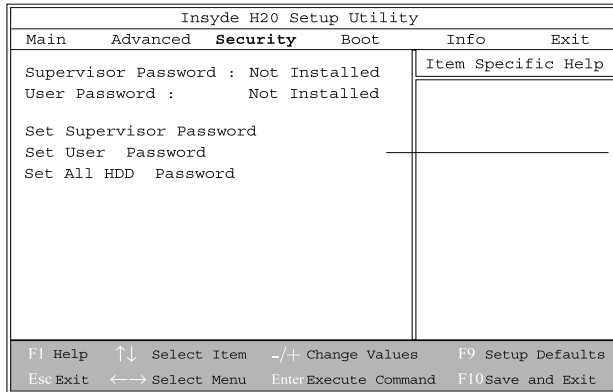 Insyde H20 Setup Utility
Main Advanced Security Boot Info Exit
Item Specific Help
Supervisor Password : Not Installed
User Password : Not Installed
Set Supervisor Password
Set User Password
Set All HDD Password
F1 Help ↑↓ Select Item -/+ Change Values F9 Setup Defaults
Esc Exit ←→ Select Menu Enter Execute Command F10 Save and Exit